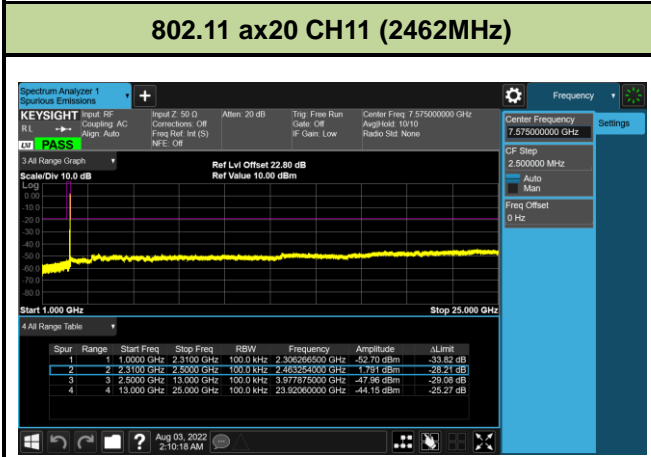 802.11 ax20 CH11 (2462MHz)
Spectrum Analyzer 1
Spurious Emissions
+
Frequency
KEYSIGHT
R L
LXI
PASS
Input: RF
Coupling: AC
Align: Auto
Input Z: 50 Ω
Corrections: Off
Freq Ref: Int (S)
NFE: Off
Atten: 20 dB
Trig: Free Run
Gate: Off
IF Gain: Low
Center Freq: 7.575000000 GHz
Avg|Hold: 10/10
Radio Std: None
Center Frequency
7.575000000 GHz
Settings
CF Step
2.500000 MHz
Auto
Man
Freq Offset
0 Hz
3 All Range Graph
Scale/Div 10.0 dB
Ref Lvl Offset 22.80 dB
Ref Value 10.00 dBm
Log
0.00
-10.0
-20.0
-30.0
-40.0
-50.0
-60.0
-70.0
-80.0
Start 1.000 GHz Stop 25.000 GHz
4 All Range Table
Spur Range Start Freq Stop Freq RBW Frequency Amplitude ΔLimit
1 1 1.0000 GHz 2.3100 GHz 100.0 kHz 2.306266500 GHz -52.70 dBm -33.82 dB
2 2 2.3100 GHz 2.5000 GHz 100.0 kHz 2.463254000 GHz 1.791 dBm -28.21 dB
3 3 2.5000 GHz 13.000 GHz 100.0 kHz 3.977875000 GHz -47.96 dBm -29.08 dB
4 4 13.000 GHz 25.000 GHz 100.0 kHz 23.92060000 GHz -44.15 dBm -25.27 dB
?
Aug 03, 2022
2:10:18 AM